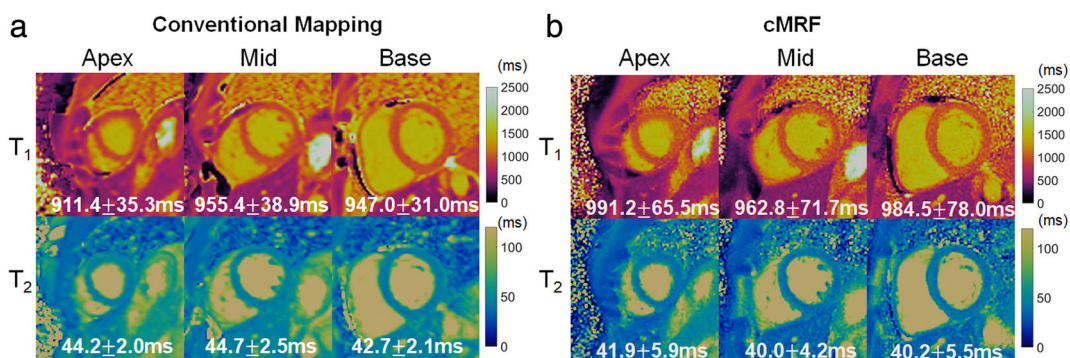 a Conventional Mapping
Apex Mid Base
(ms)
2500
2000
1500
1000
500
0
T1
911.4±35.3ms 955.4±38.9ms 947.0±31.0ms
(ms)
100
50
0
T2
44.2±2.0ms 44.7±2.5ms 42.7±2.1ms
b cMRF
Apex Mid Base
(ms)
2500
2000
1500
1000
500
0
T1
991.2±65.5ms 962.8±71.7ms 984.5±78.0ms
(ms)
100
50
0
T2
41.9±5.9ms 40.0±4.2ms 40.2±5.5ms